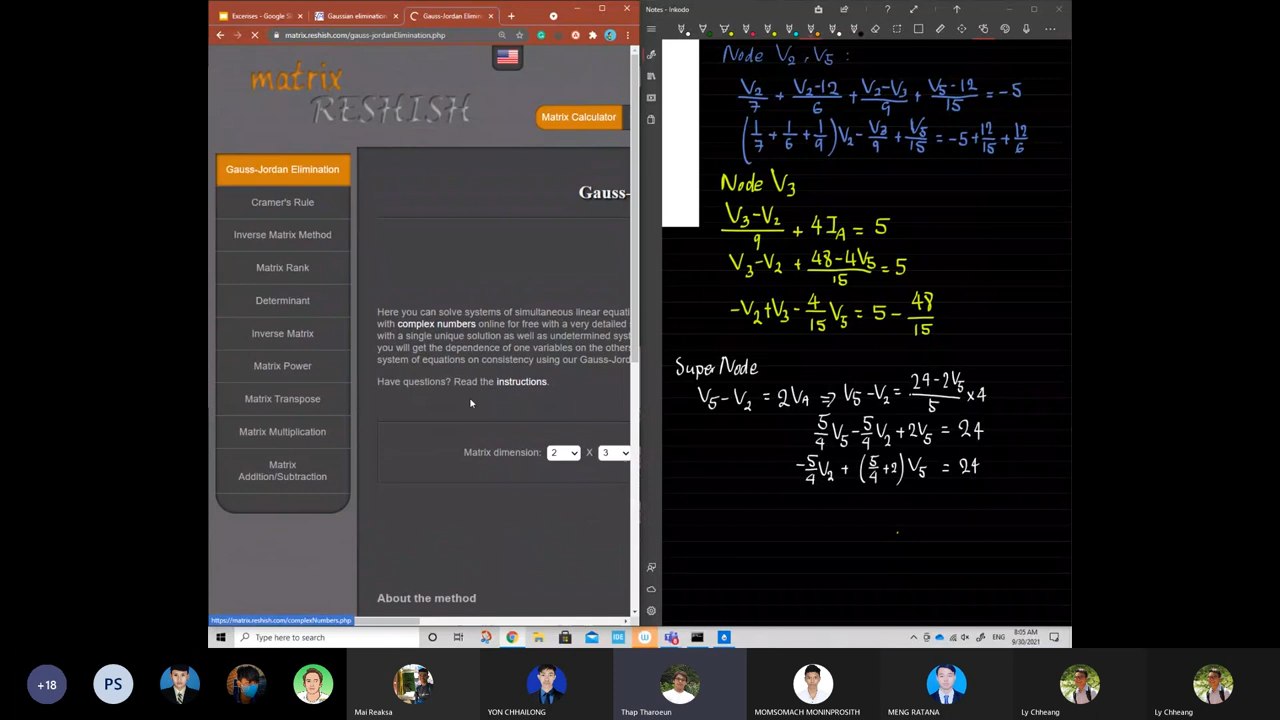 Excerises - Google Sl
Gaussian elimination
Gauss-Jordan Elimin
matrix.reshish.com/gauss-jordanElimination.php
matrix
RESHISH
Matrix Calculator
Gauss-Jordan Elimination
Cramer's Rule
Inverse Matrix Method
Matrix Rank
Determinant
Inverse Matrix
Matrix Power
Matrix Transpose
Matrix Multiplication
Matrix
Addition/Subtraction
Gauss-
Here you can solve systems of simultaneous linear equati
with complex numbers online for free with a very detailed
with a single unique solution as well as undetermined syst
you will get the dependence of one variables on the others
system of equations on consistency using our Gauss-Jord
Have questions? Read the instructions.
Matrix dimension: 2 X 3
About the method
https://matrix.reshish.com/complexNumbers.php
Notes - Inkodo
Node V2, V5 :
V2/7 + (V2-12)/6 + (V2-V3)/9 + (V5-12)/15 = -5
(1/7 + 1/6 + 1/9)V2 - V3/9 + V5/15 = -5 + 12/15 + 12/6
Node V3
(V3-V2)/9 + 4IA = 5
V3-V2 + (48-4V5)/15 = 5
-V2+V3 - 4/15 V5 = 5 - 48/15
Super Node
V5-V2 = 2VA ⇒ V5-V2 = (24-2V5)/5 ×4
5/4 V5 - 5/4 V2 + 2V5 = 24
-5/4 V2 + (5/4+2) V5 = 24
Type here to search
IDE
ENG
8:05 AM
9/30/2021
+18
PS
Mai Reaksa
YON CHHAILONG
Thap Tharoeun
MOMSOMACH MONINPROSITH
MENG RATANA
Ly Chheang
Ly Chheang